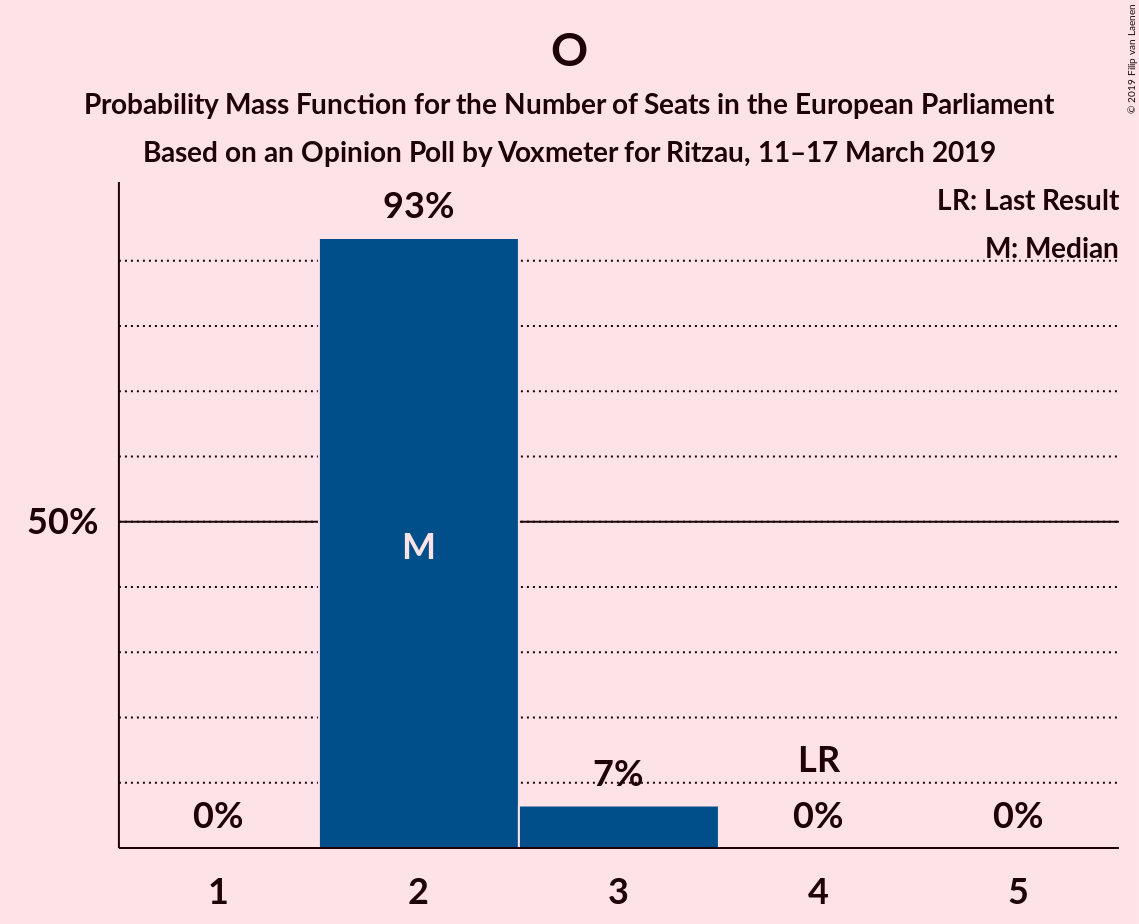 O
Probability Mass Function for the Number of Seats in the European Parliament
Based on an Opinion Poll by Voxmeter for Ritzau, 11–17 March 2019
© 2019 Filip van Laenen
LR: Last Result
M: Median
93%
50%
M
7%
LR
0%
0%
0%
1
2
3
4
5